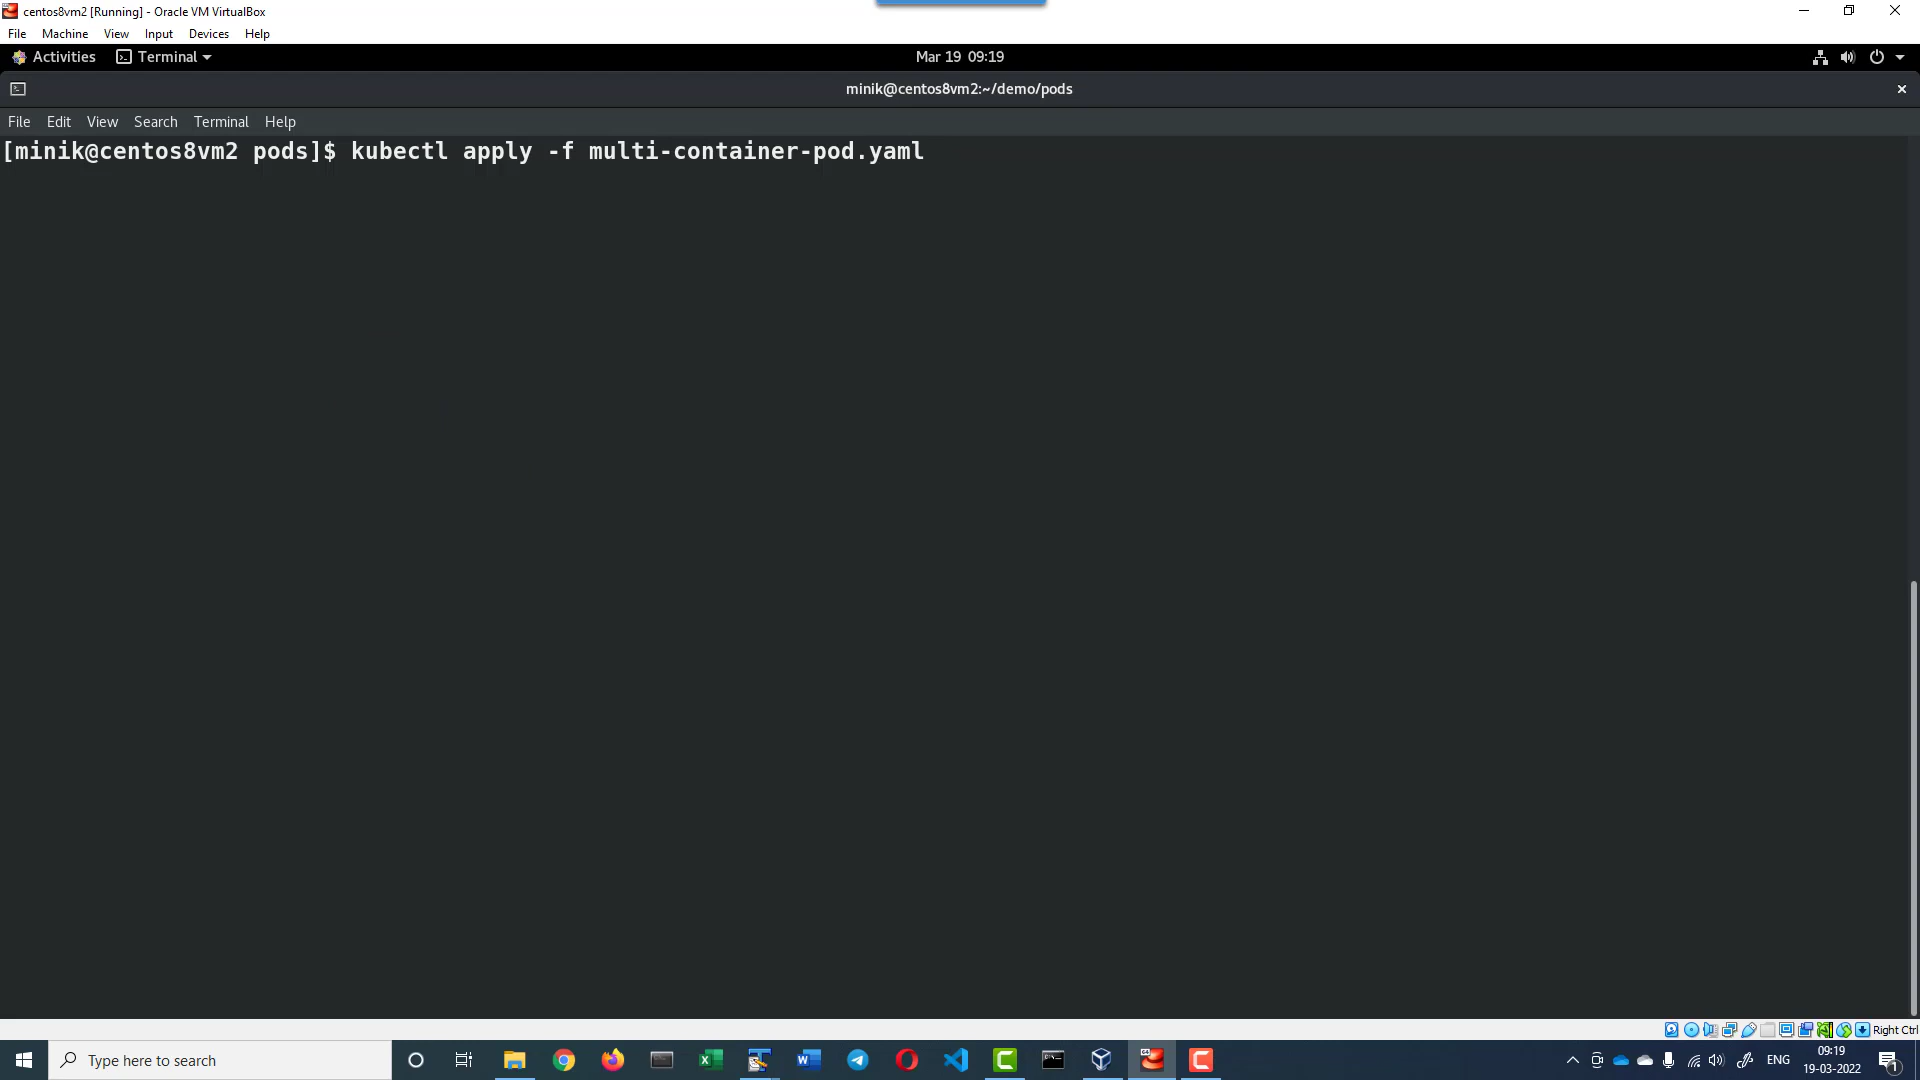 centos8vm2 [Running] - Oracle VM VirtualBox
File Machine View Input Devices Help
Activities Terminal Mar 19 09:19
minik@centos8vm2:~/demo/pods
File Edit View Search Terminal Help
[minik@centos8vm2 pods]$ kubectl apply -f multi-container-pod.yaml
Right Ctrl
Type here to search
ENG
09:19
19-03-2022
1